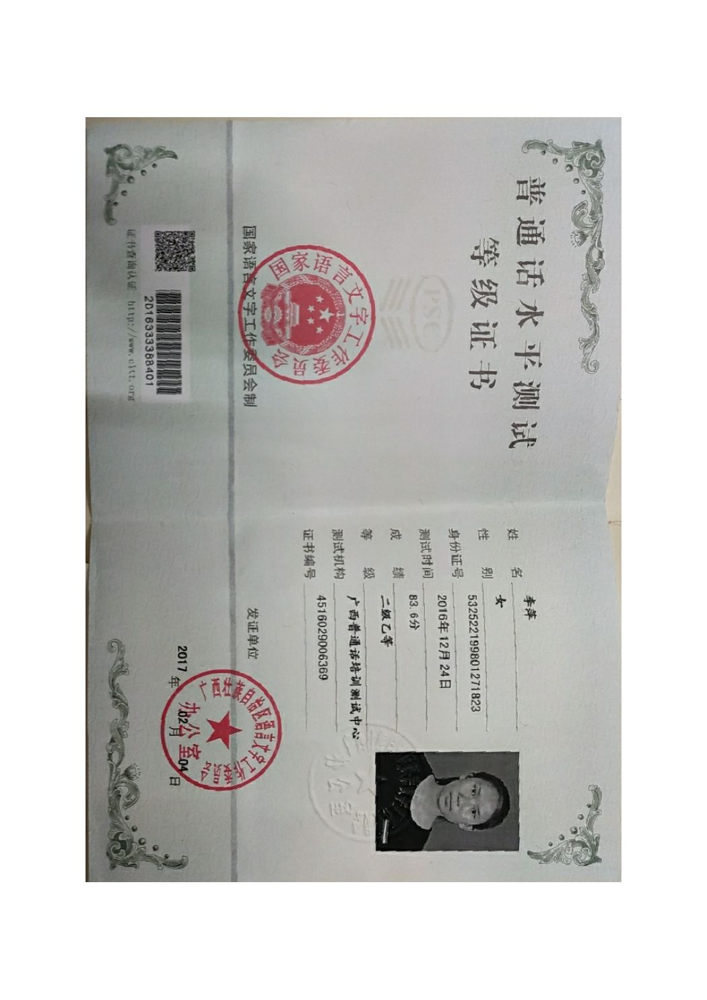 普通话水平测试
等级证书
PSC
国家语言文字工作委员会
国家语言文字工作委员会制
2016333388401
证书查询认证 http://www.cltt.org
姓 名 李萍
性 别 女
身份证号 532522199801271823
测试时间 2016年12月24日
成 绩 83.6分
等 级 二级乙等
测试机构 广西普通话培训测试中心
证书编号 4516029006369
发证单位
广西壮族自治区语言文字工作委员会
办公室
2017 年 02 月 04 日
办公室